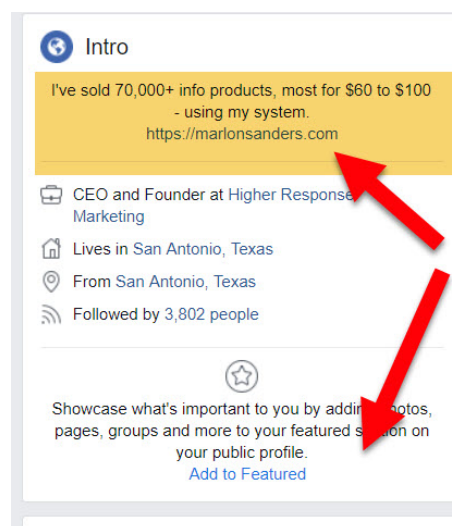 Intro
I've sold 70,000+ info products, most for $60 to $100
- using my system.
https://marlonsanders.com
CEO and Founder at Higher Response
Marketing
Lives in San Antonio, Texas
From San Antonio, Texas
Followed by 3,802 people
Showcase what's important to you by adding photos,
pages, groups and more to your featured section on
your public profile.
Add to Featured